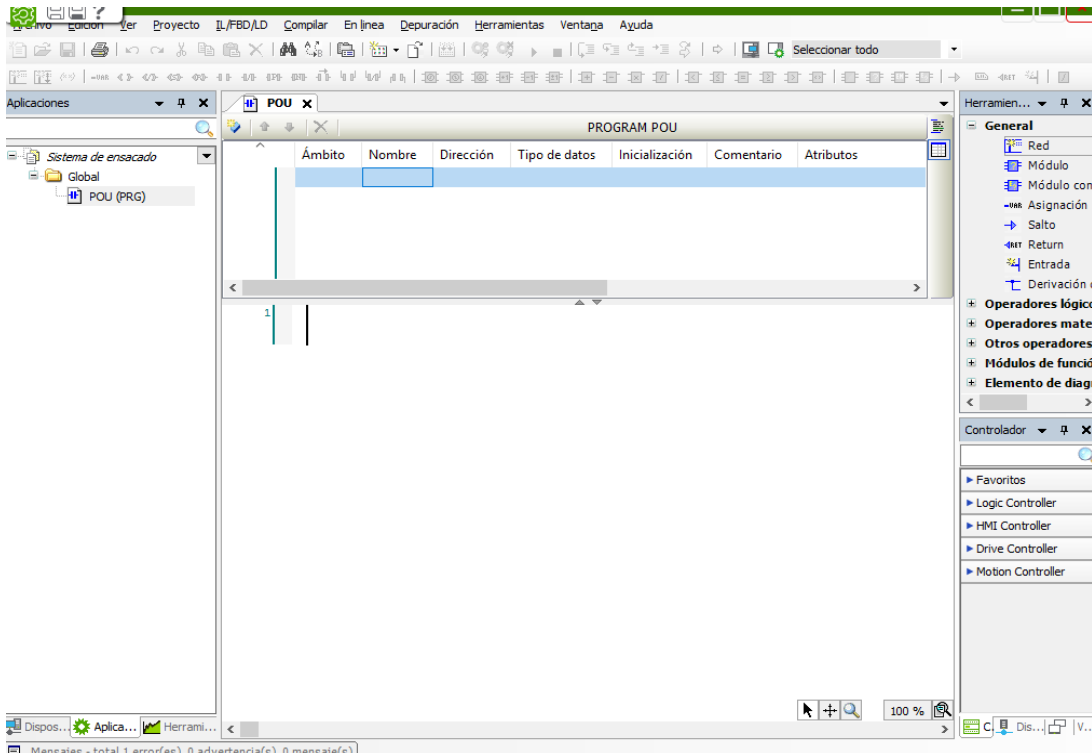 Archivo Edición Ver Proyecto IL/FBD/LD Compilar En línea Depuración Herramientas Ventana Ayuda
Seleccionar todo
Aplicaciones
POU
Herramien...
PROGRAM POU
General
Ámbito Nombre Dirección Tipo de datos Inicialización Comentario Atributos
Sistema de ensacado
Global
POU (PRG)
Red
Módulo
Módulo con
Asignación
Salto
Return
Entrada
Derivación
Operadores lógico
Operadores mate
Otros operadores
Módulos de funció
Elemento de diag
1
Controlador
Favoritos
Logic Controller
HMI Controller
Drive Controller
Motion Controller
100 %
Dispos... Aplica... Herrami...
C Dis... V...
Mensajes - total 1 error(es), 0 advertencia(s), 0 mensaje(s)